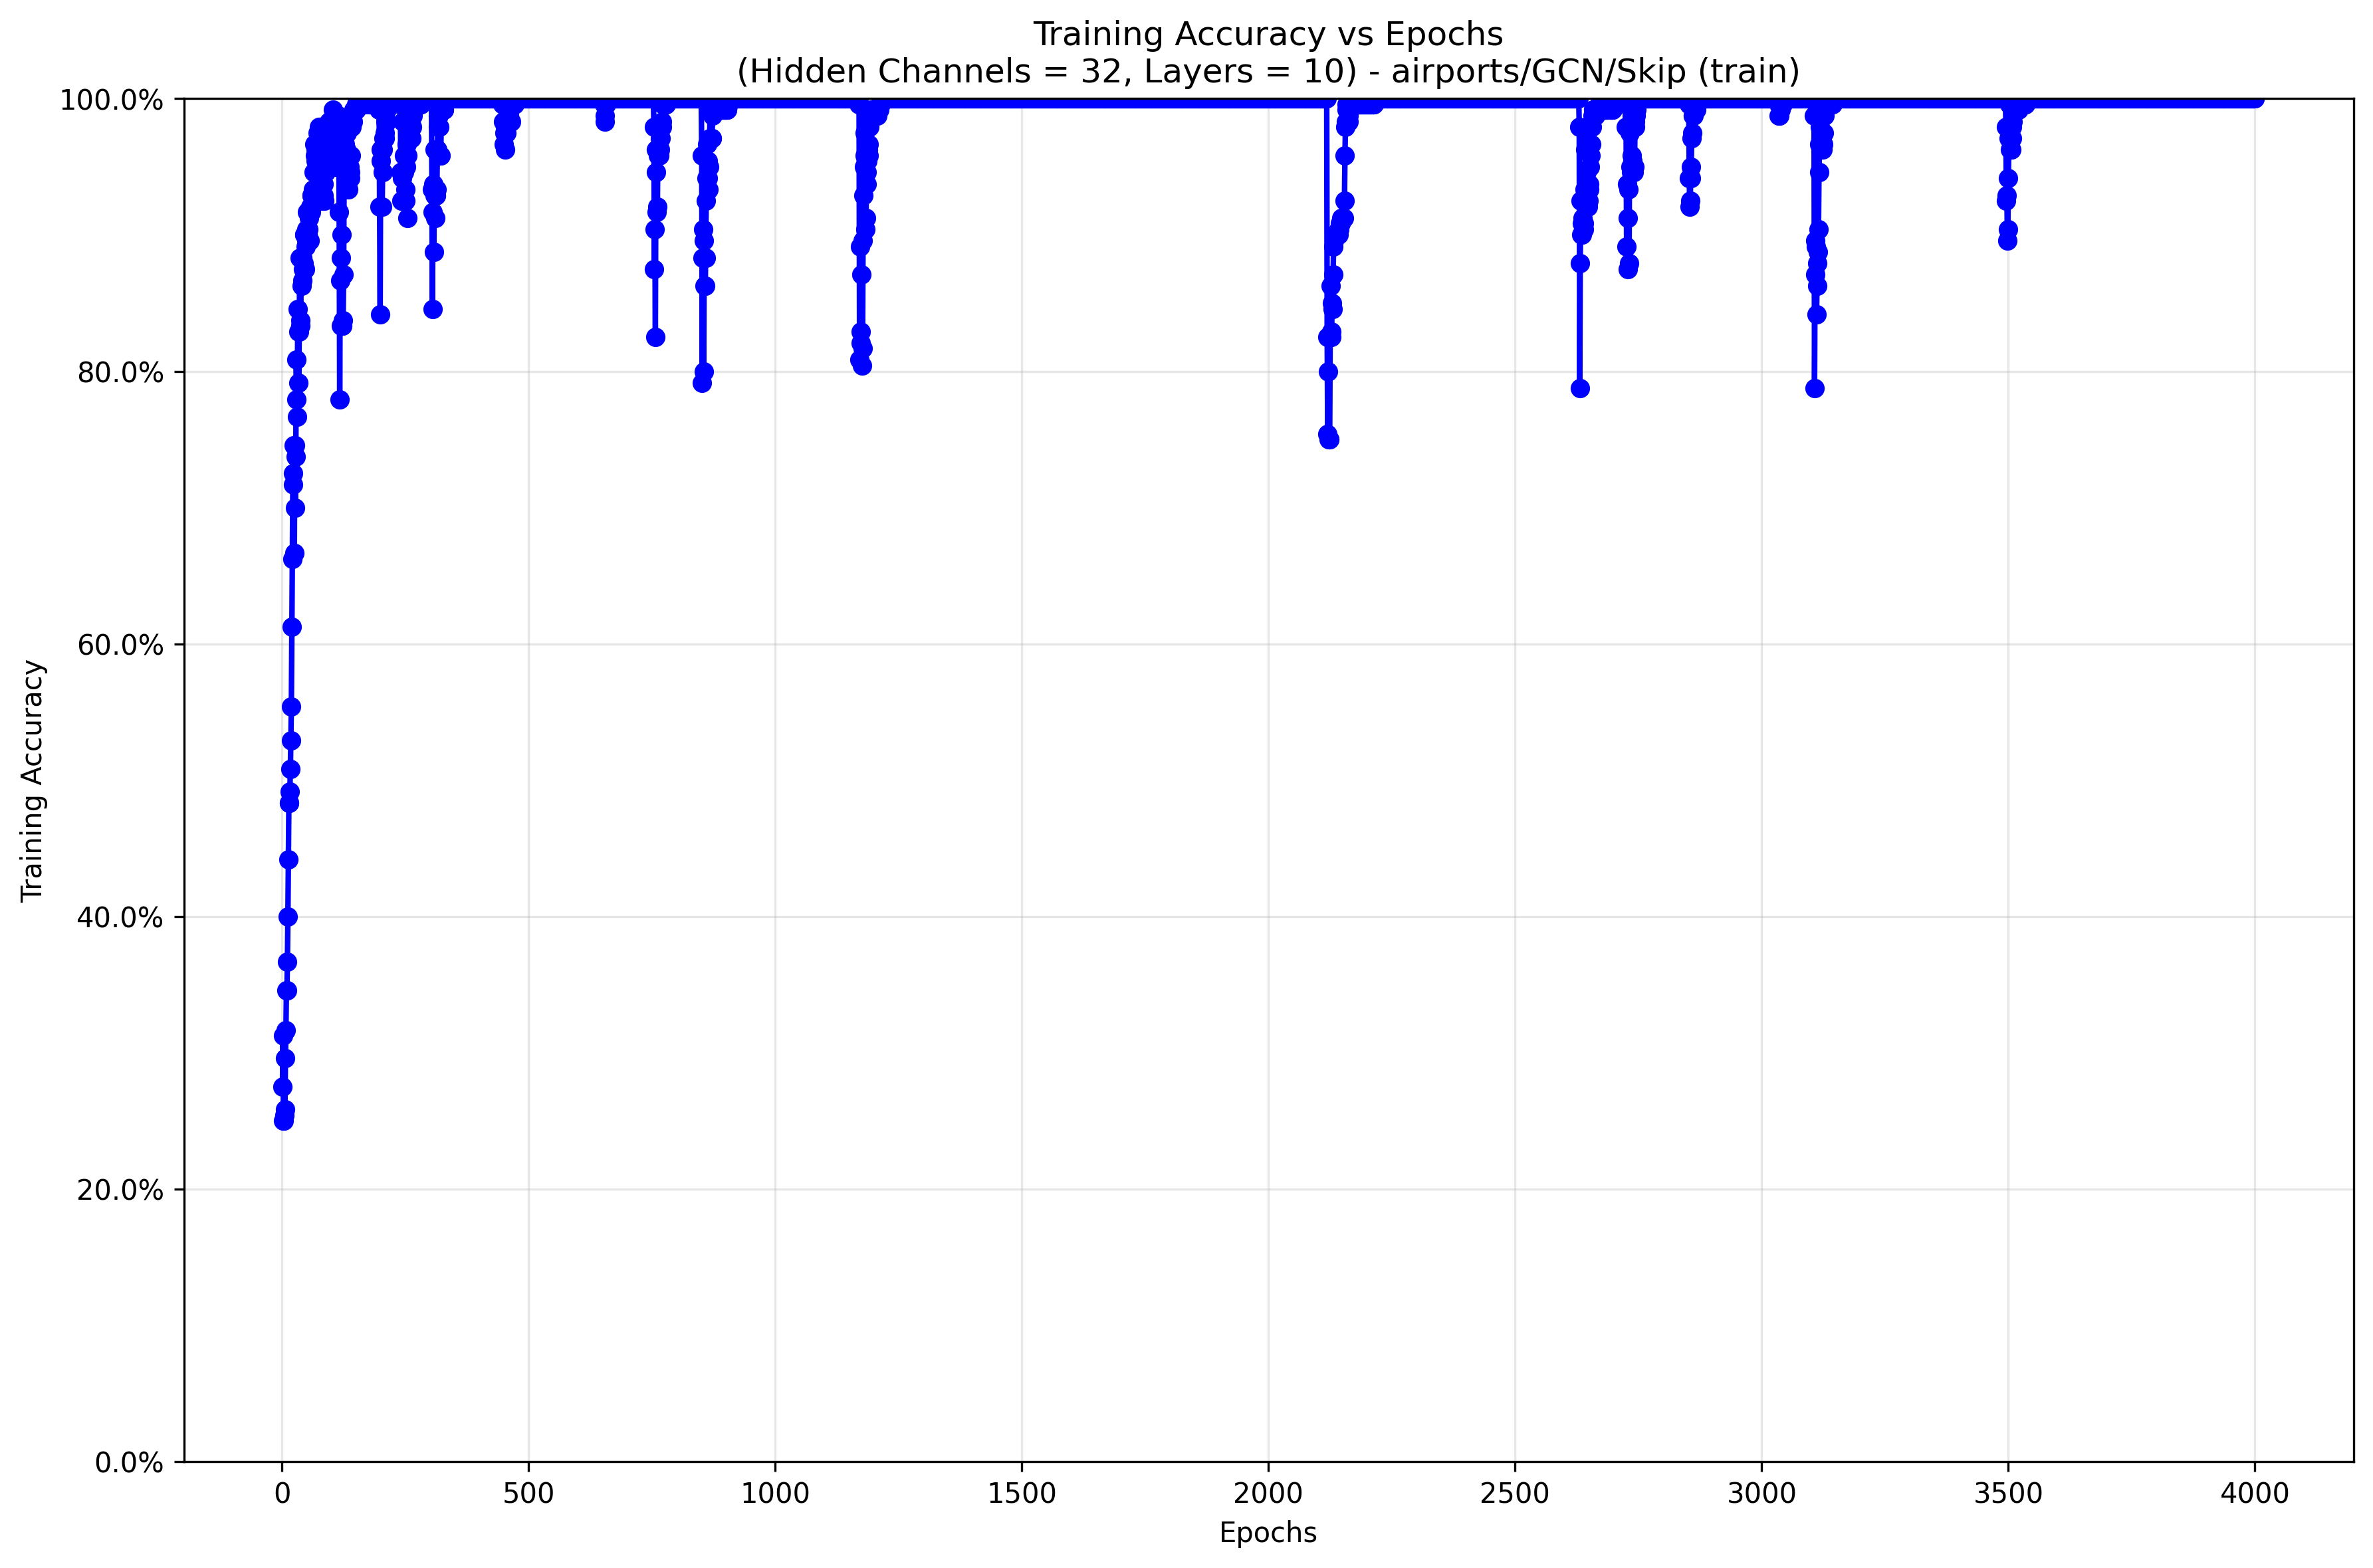 Training Accuracy vs Epochs
(Hidden Channels = 32, Layers = 10) - airports/GCN/Skip (train)
Training Accuracy
100.0%
80.0%
60.0%
40.0%
20.0%
0.0%
0 500 1000 1500 2000 2500 3000 3500 4000
Epochs